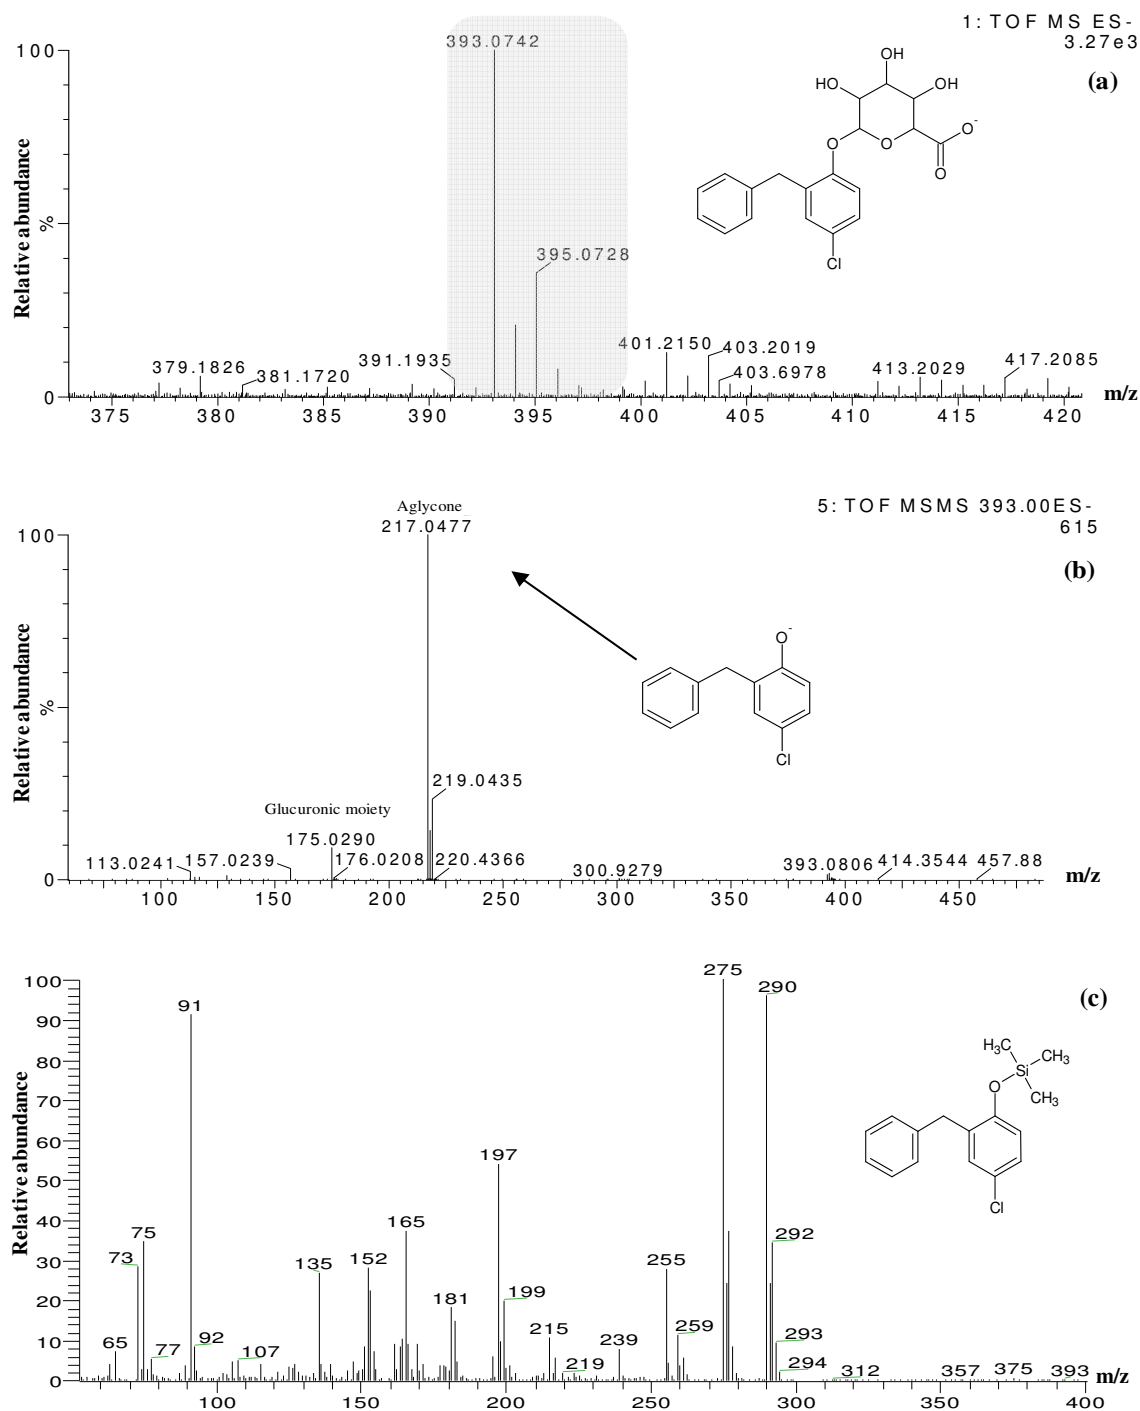 1: TOF MS ES-
3.27e3
(a)
100
%
0
Relative abundance
393.0742
395.0728
379.1826
381.1720
391.1935
401.2150
403.2019
403.6978
413.2029
417.2085
375 380 385 390 395 400 405 410 415 420
m/z
OH
HO
OH
HO
O
O
O-
O
Cl
5: TOF MSMS 393.00ES-
615
(b)
100
%
0
Relative abundance
Aglycone
217.0477
219.0435
Glucuronic moiety
175.0290
113.0241
157.0239
176.0208
220.4366
300.9279
393.0806
414.3544
457.88
100 150 200 250 300 350 400 450
m/z
O-
Cl
(c)
Relative abundance
100
90
80
70
60
50
40
30
20
10
0
275
290
91
197
165
75
73
135
152
255
292
181
199
65
77
92
107
215
219
239
259
293
294
312
357
375
393
100 150 200 250 300 350 400
m/z
H3C
CH3
Si
O
CH3
Cl